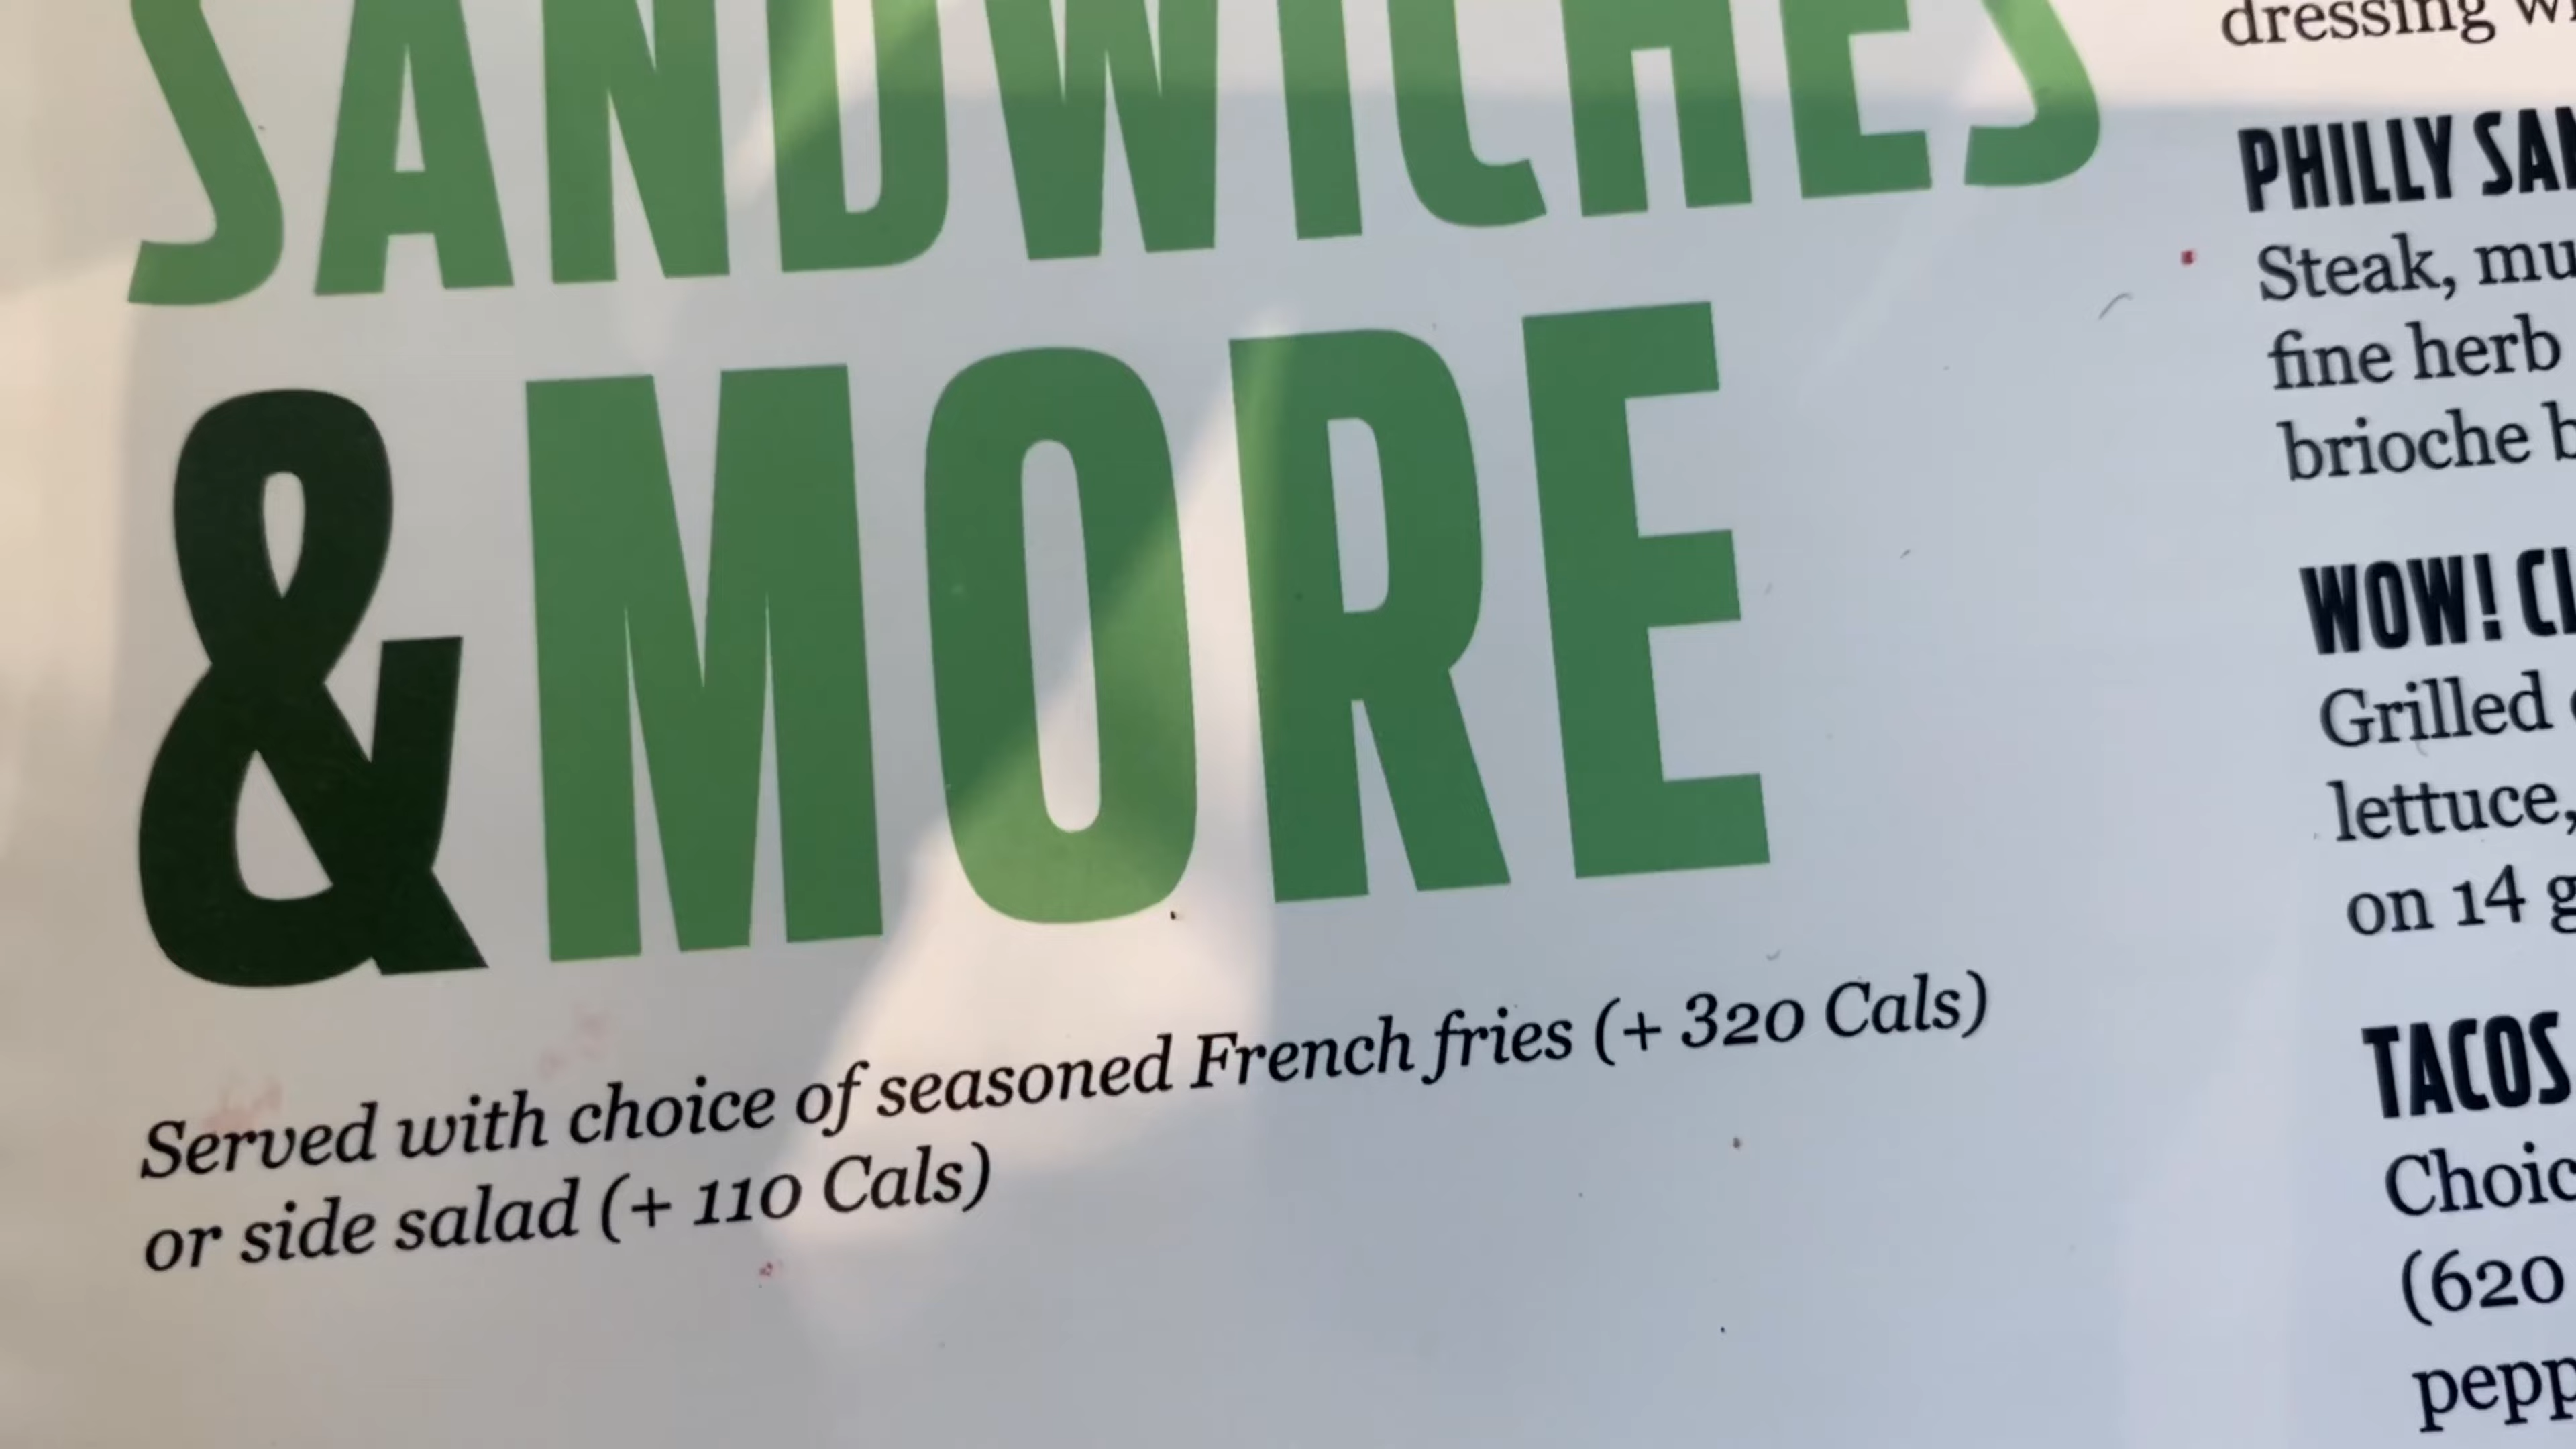 SANDWICHES
& MORE
Served with choice of seasoned French fries (+ 320 Cals)
or side salad (+ 110 Cals)
dressing
PHILLY
Steak,
fine herb
brioche
WOW!
Grilled
lettuce,
on 14
TACOS
(620